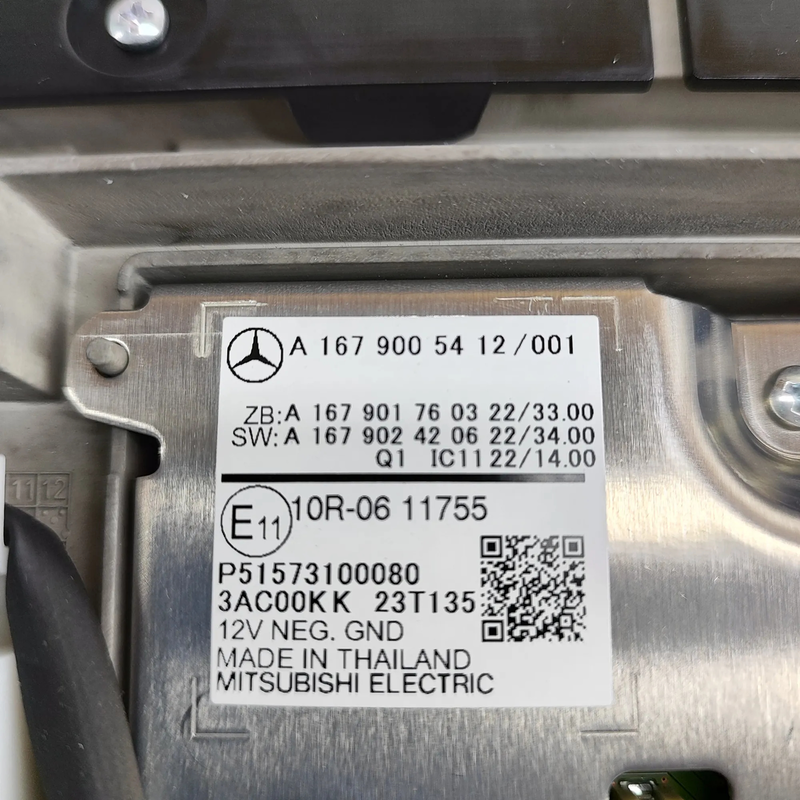 A 167 900 54 12/001
ZB:A 167 901 76 03 22/33.00
SW:A 167 902 42 06 22/34.00
Q1 IC11 22/14.00
E11 10R-06 11755
P51573100080
3AC00KK 23T135
12V NEG. GND
MADE IN THAILAND
MITSUBISHI ELECTRIC
11 12